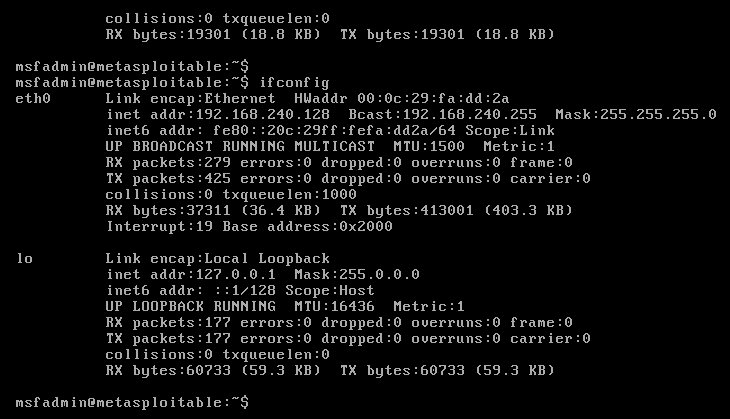 collisions:0 txqueuelen:0
RX bytes:19301 (18.8 KB)  TX bytes:19301 (18.8 KB)
msfadmin@metasploitable:~$
msfadmin@metasploitable:~$ ifconfig
eth0      Link encap:Ethernet  HWaddr 00:0c:29:fa:dd:2a
          inet addr:192.168.240.128  Bcast:192.168.240.255  Mask:255.255.255.0
          inet6 addr: fe80::20c:29ff:fefa:dd2a/64 Scope:Link
          UP BROADCAST RUNNING MULTICAST  MTU:1500  Metric:1
          RX packets:279 errors:0 dropped:0 overruns:0 frame:0
          TX packets:425 errors:0 dropped:0 overruns:0 carrier:0
          collisions:0 txqueuelen:1000
          RX bytes:37311 (36.4 KB)  TX bytes:413001 (403.3 KB)
          Interrupt:19 Base address:0x2000
lo        Link encap:Local Loopback
          inet addr:127.0.0.1  Mask:255.0.0.0
          inet6 addr: ::1/128 Scope:Host
          UP LOOPBACK RUNNING  MTU:16436  Metric:1
          RX packets:177 errors:0 dropped:0 overruns:0 frame:0
          TX packets:177 errors:0 dropped:0 overruns:0 carrier:0
          collisions:0 txqueuelen:0
          RX bytes:60733 (59.3 KB)  TX bytes:60733 (59.3 KB)
msfadmin@metasploitable:~$